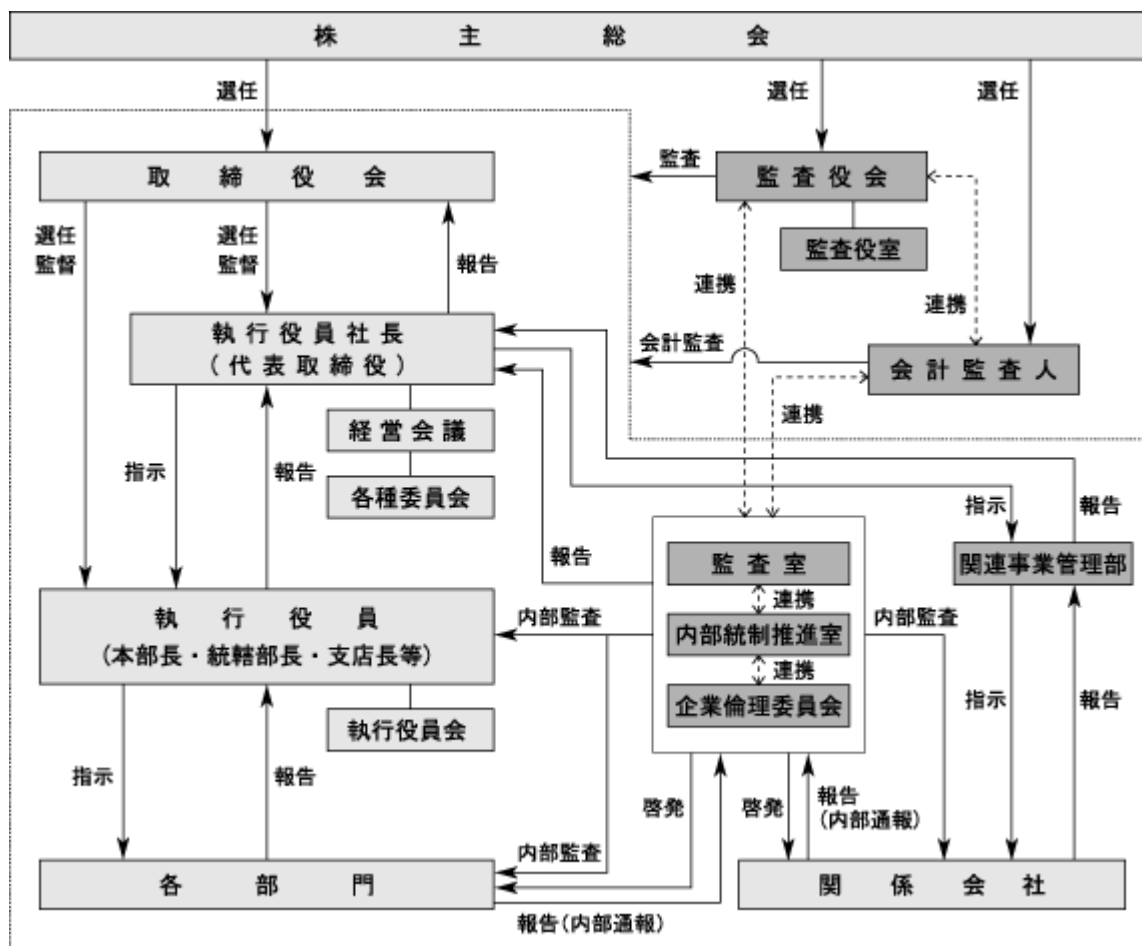 株主総会
選任
選任
選任
取締役会
監査
監査役会
監査役室
選任
監督
選任
監督
報告
連携
連携
執行役員社長
(代表取締役)
会計監査
会計監査人
連携
経営会議
各種委員会
指示
報告
報告
指示
報告
監査室
連携
内部統制推進室
連携
企業倫理委員会
関連事業管理部
執行役員
(本部長・統轄部長・支店長等)
内部監査
内部監査
執行役員会
指示
報告
指示
報告
啓発
啓発
報告
(内部通報)
内部監査
各部門
関係会社
報告(内部通報)